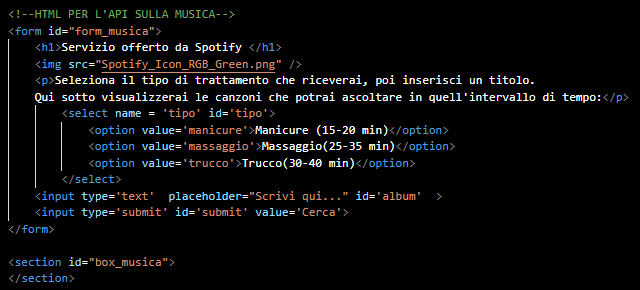 <!--HTML PER L'API SULLA MUSICA-->
<form id="form_musica">
<h1>Servizio offerto da Spotify </h1>
<img src="Spotify_Icon_RGB_Green.png" />
<p>Seleziona il tipo di trattamento che riceverai, poi inserisci un titolo.
Qui sotto visualizzerai le canzoni che potrai ascoltare in quell'intervallo di tempo:</p>
<select name = 'tipo' id='tipo'>
<option value='manicure'>Manicure (15-20 min)</option>
<option value='massaggio'>Massaggio(25-35 min)</option>
<option value='trucco'>Trucco(30-40 min)</option>
</select>
<input type='text'  placeholder="Scrivi qui..." id='album'  >
<input type='submit' id='submit' value='Cerca'>
</form>
<section id="box_musica">
</section>